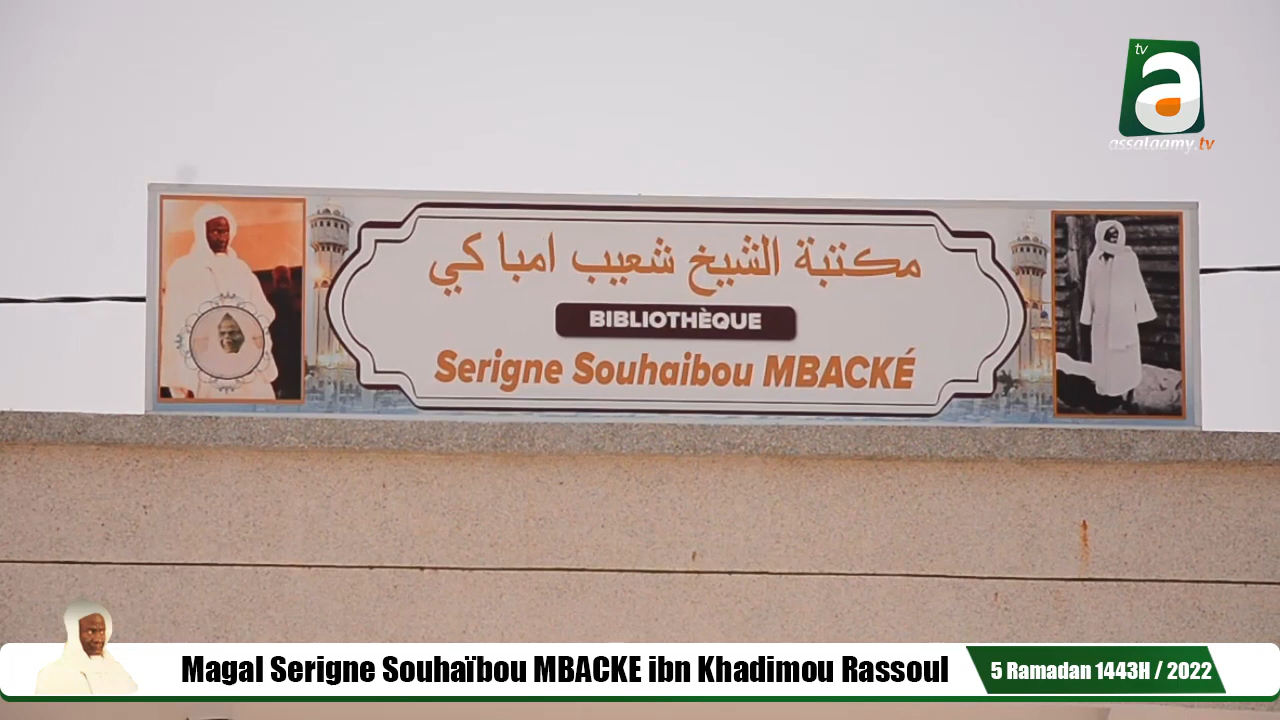 tv
a
assalaamy.tv
مكتبة الشيخ شعيب امبا كي
BIBLIOTHÈQUE
Serigne Souhaibou MBACKÉ
Magal Serigne Souhaïbou MBACKE ibn Khadimou Rassoul
5 Ramadan 1443H / 2022